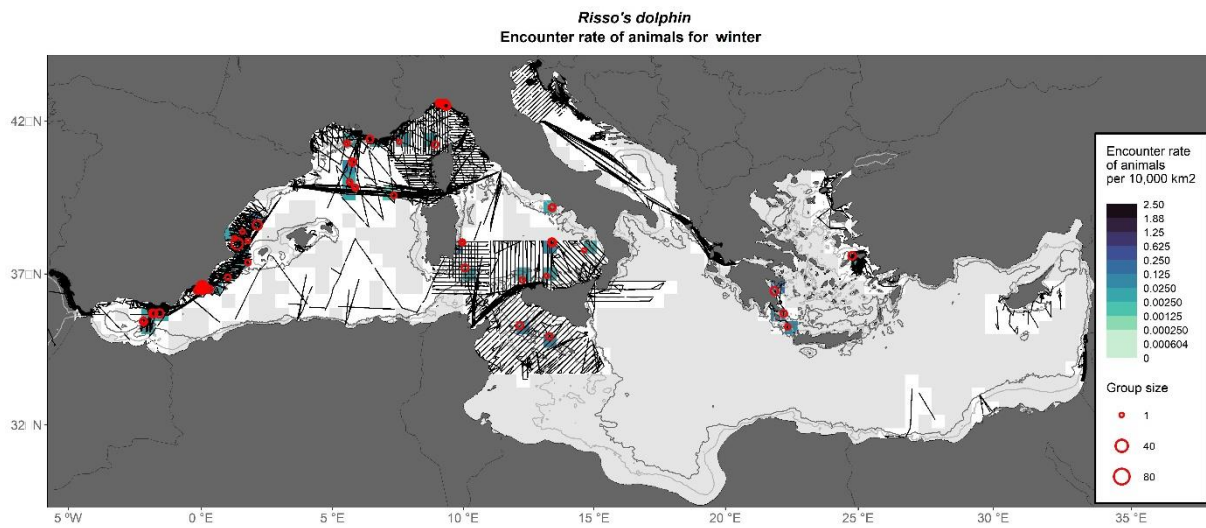 Risso's dolphin
Encounter rate of animals for winter
42□N
37□N
32□N
5 °W
0 °E
5 °E
10 °E
15 °E
20 °E
25 °E
30 °E
35 °E
Encounter rate
of animals
per 10,000 km2
2.50
1.88
1.25
0.625
0.250
0.125
0.0250
0.00250
0.00125
0.000250
0.000604
0
Group size
1
40
80